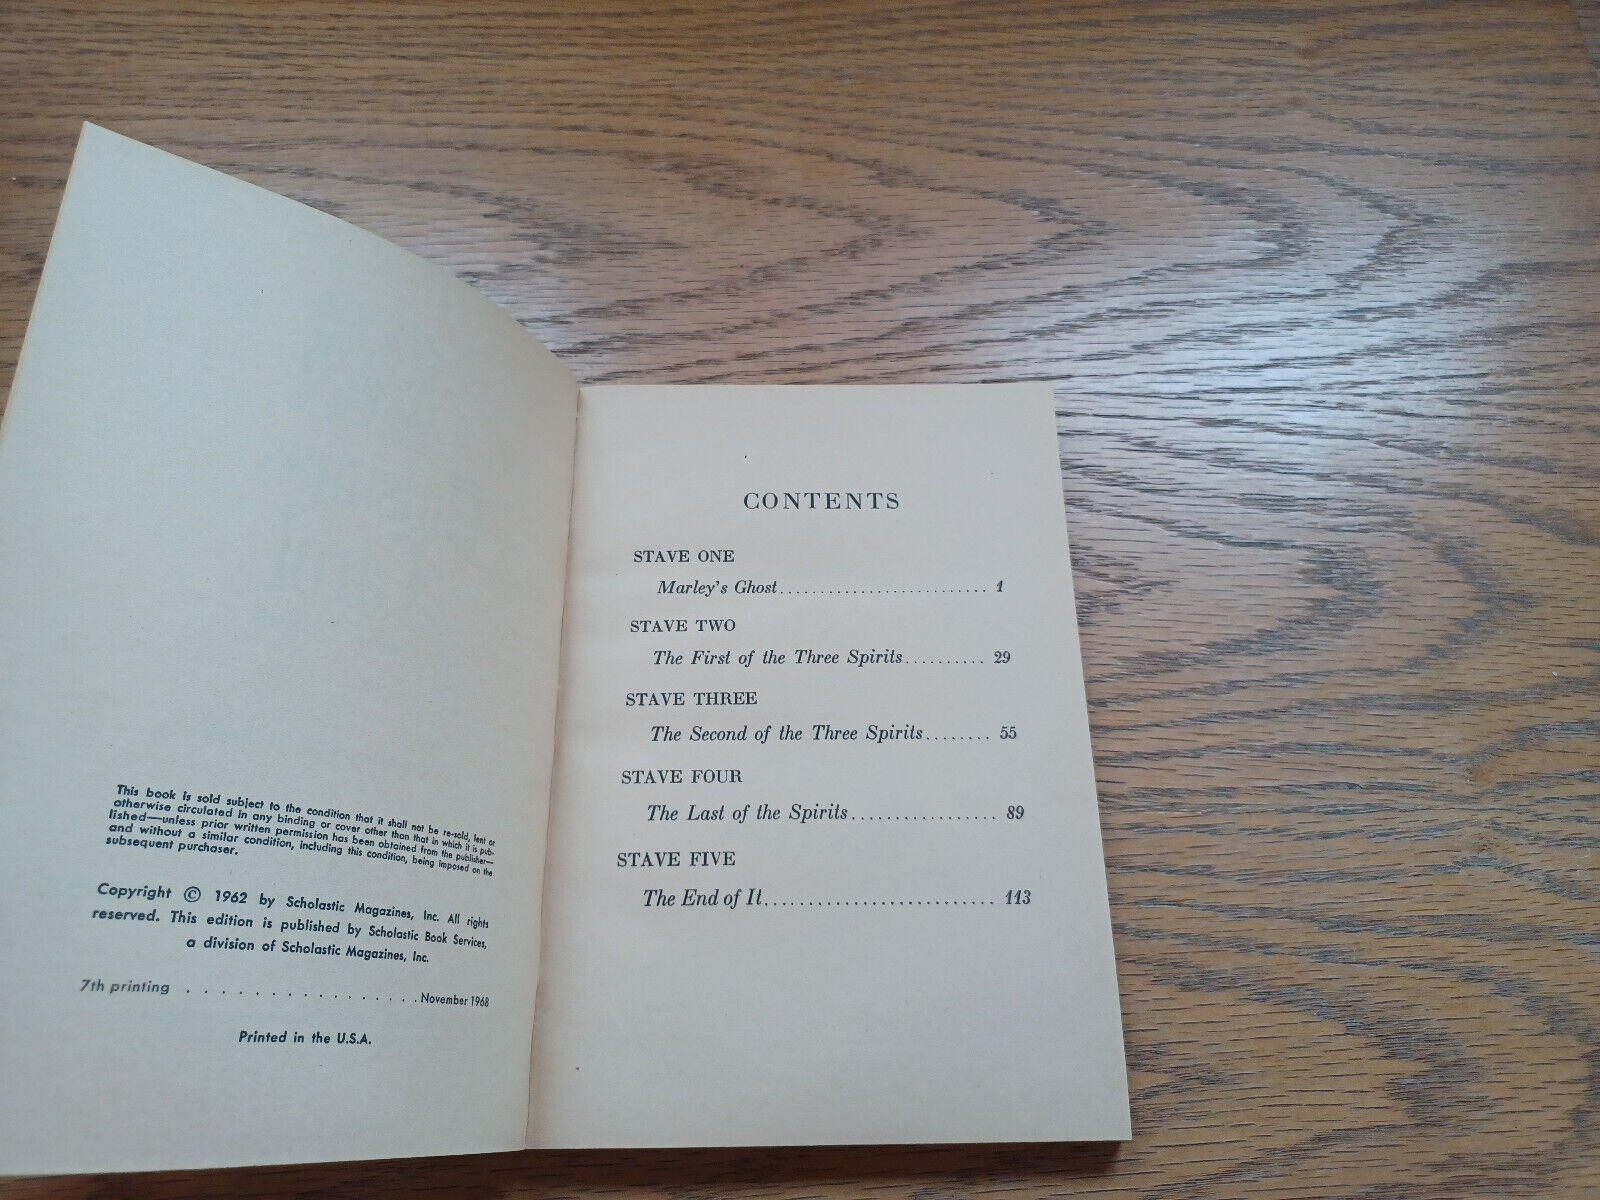 This book is sold subject to the condition that it shall not be re-sold, lent or
otherwise circulated in any binding or cover other than that in which it is pub-
lished—unless prior written permission has been obtained from the publisher—
and without a similar condition, including this condition, being imposed on the
subsequent purchaser.
Copyright © 1962 by Scholastic Magazines, Inc. All rights
reserved. This edition is published by Scholastic Book Services,
a division of Scholastic Magazines, Inc.
7th printing . . . . . . . . . . . . . . . . . November 1968
Printed in the U.S.A.
CONTENTS
STAVE ONE
Marley's Ghost.......................... 1
STAVE TWO
The First of the Three Spirits.......... 29
STAVE THREE
The Second of the Three Spirits........ 55
STAVE FOUR
The Last of the Spirits................. 89
STAVE FIVE
The End of It.......................... 113